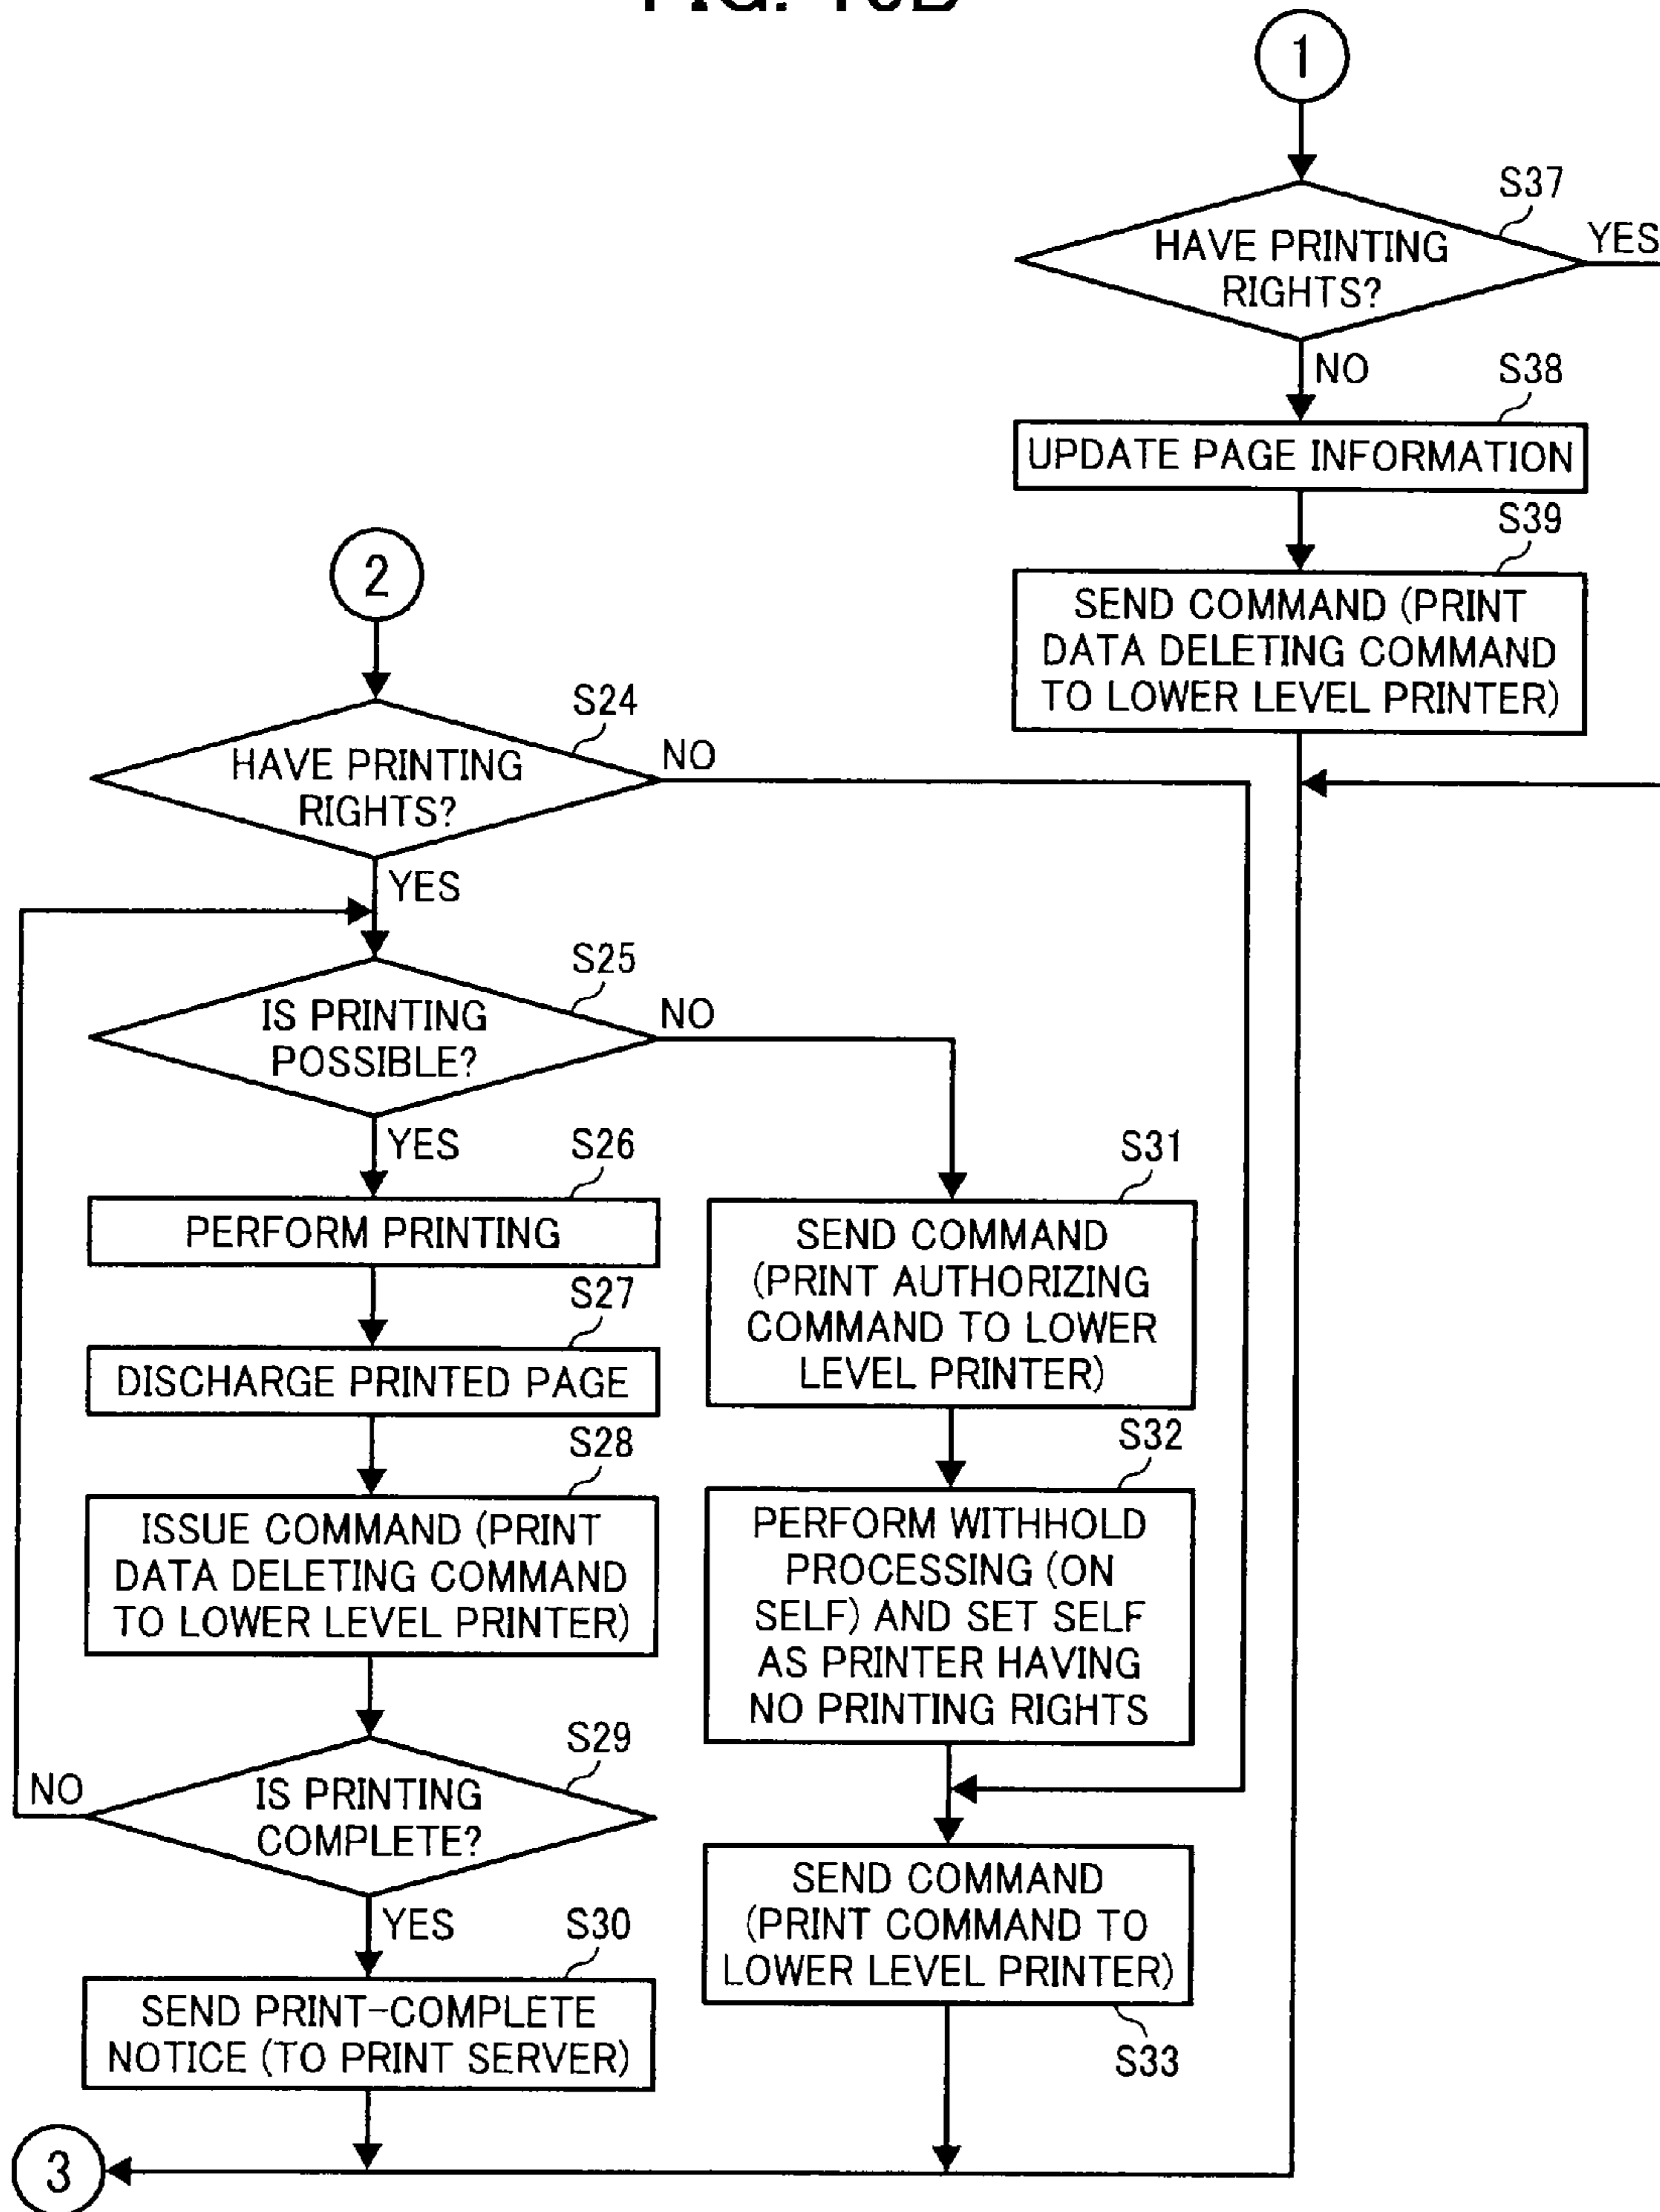 FIG. 10B
1
S37
HAVE PRINTING
RIGHTS?
YES
NO
S38
UPDATE PAGE INFORMATION
S39
SEND COMMAND (PRINT
DATA DELETING COMMAND
TO LOWER LEVEL PRINTER)
2
S24
HAVE PRINTING
RIGHTS?
NO
YES
S25
IS PRINTING
POSSIBLE?
NO
YES
S26
PERFORM PRINTING
S27
DISCHARGE PRINTED PAGE
S28
ISSUE COMMAND (PRINT
DATA DELETING COMMAND
TO LOWER LEVEL PRINTER)
S29
IS PRINTING
COMPLETE?
NO
YES
S30
SEND PRINT-COMPLETE
NOTICE (TO PRINT SERVER)
S31
SEND COMMAND
(PRINT AUTHORIZING
COMMAND TO LOWER
LEVEL PRINTER)
S32
PERFORM WITHHOLD
PROCESSING (ON
SELF) AND SET SELF
AS PRINTER HAVING
NO PRINTING RIGHTS
SEND COMMAND
(PRINT COMMAND TO
LOWER LEVEL PRINTER)
S33
3